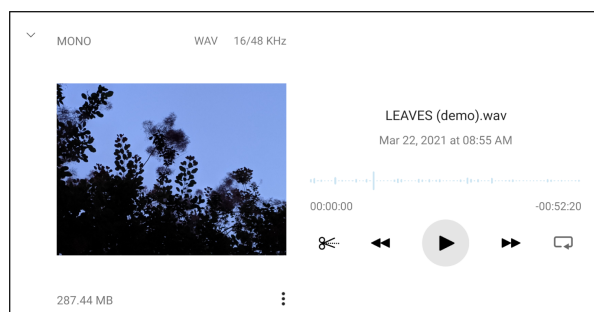 MONO WAV 16/48 KHz
LEAVES (demo).wav
Mar 22, 2021 at 08:55 AM
00:00:00 -00:52:20
287.44 MB